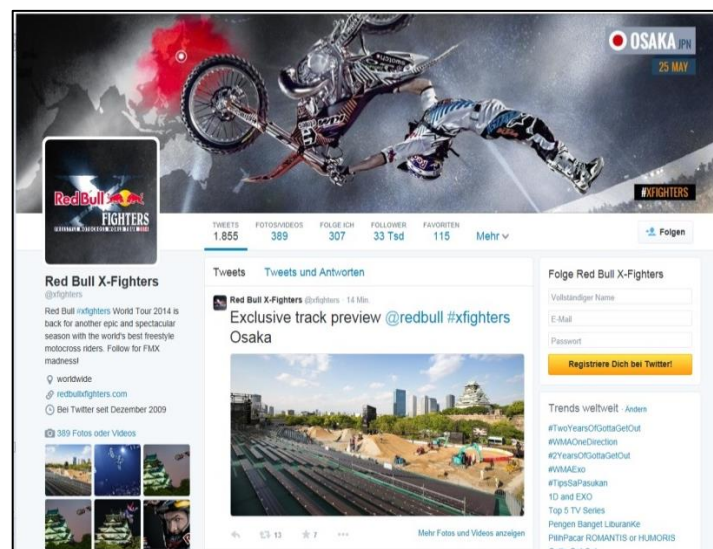 OSAKA JPN
25 MAY
#XFIGHTERS
Red Bull
FIGHTERS
FREESTYLE MOTOCROSS WORLD TOUR 2014
TWEETS
1.855
FOTOS/VIDEOS
389
FOLGE ICH
307
FOLLOWER
33 Tsd
FAVORITEN
115
Mehr
Folgen
Red Bull X-Fighters
@xfighters
Red Bull #xfighters World Tour 2014 is
back for another epic and spectacular
season with the world's best freestyle
motocross riders. Follow for FMX
madness!
worldwide
redbullxfighters.com
Bei Twitter seit Dezember 2009
389 Fotos oder Videos
Tweets Tweets und Antworten
Red Bull X-Fighters @xfighters · 14 Min.
Exclusive track preview @redbull #xfighters
Osaka
13 7
Mehr Fotos und Videos anzeigen
Folge Red Bull X-Fighters
Vollständiger Name
E-Mail
Passwort
Registriere Dich bei Twitter!
Trends weltweit · Ändern
#TwoYearsOfGottaGetOut
#WMAOneDirection
#2YearsOfGottaGetOut
#WMAExo
#TipsSaPasukan
1D and EXO
Top 5 TV Series
Pengen Banget LiburanKe
PilihPacar ROMANTIS or HUMORIS